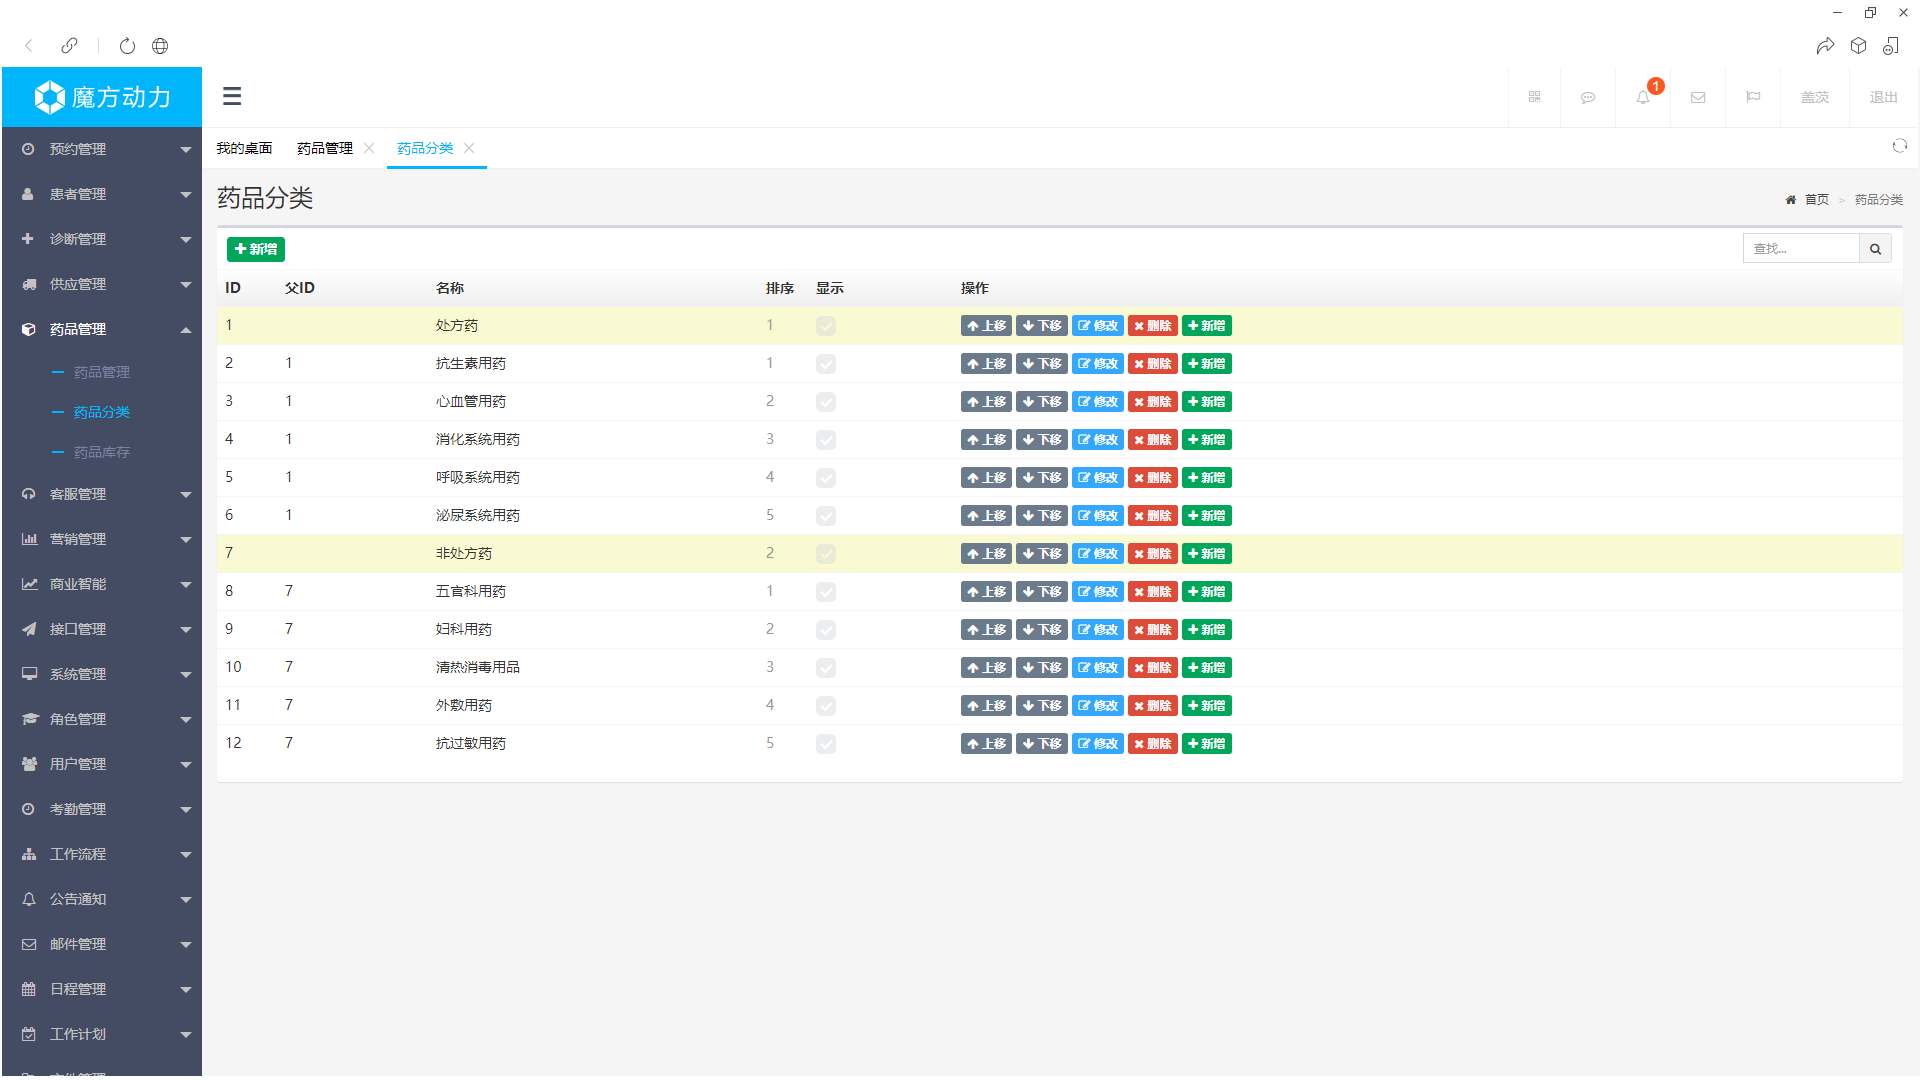 魔方动力
1
盖茨
退出
我的桌面 药品管理 药品分类
药品分类
首页 > 药品分类
新增
查找...
ID 父ID 名称 排序 显示 操作
1 处方药 1 上移 下移 修改 删除 新增
2 1 抗生素用药 1 上移 下移 修改 删除 新增
3 1 心血管用药 2 上移 下移 修改 删除 新增
4 1 消化系统用药 3 上移 下移 修改 删除 新增
5 1 呼吸系统用药 4 上移 下移 修改 删除 新增
6 1 泌尿系统用药 5 上移 下移 修改 删除 新增
7 非处方药 2 上移 下移 修改 删除 新增
8 7 五官科用药 1 上移 下移 修改 删除 新增
9 7 妇科用药 2 上移 下移 修改 删除 新增
10 7 清热消毒用品 3 上移 下移 修改 删除 新增
11 7 外敷用药 4 上移 下移 修改 删除 新增
12 7 抗过敏用药 5 上移 下移 修改 删除 新增
预约管理
患者管理
诊断管理
供应管理
药品管理
药品管理
药品分类
药品库存
客服管理
营销管理
商业智能
接口管理
系统管理
角色管理
用户管理
考勤管理
工作流程
公告通知
邮件管理
日程管理
工作计划